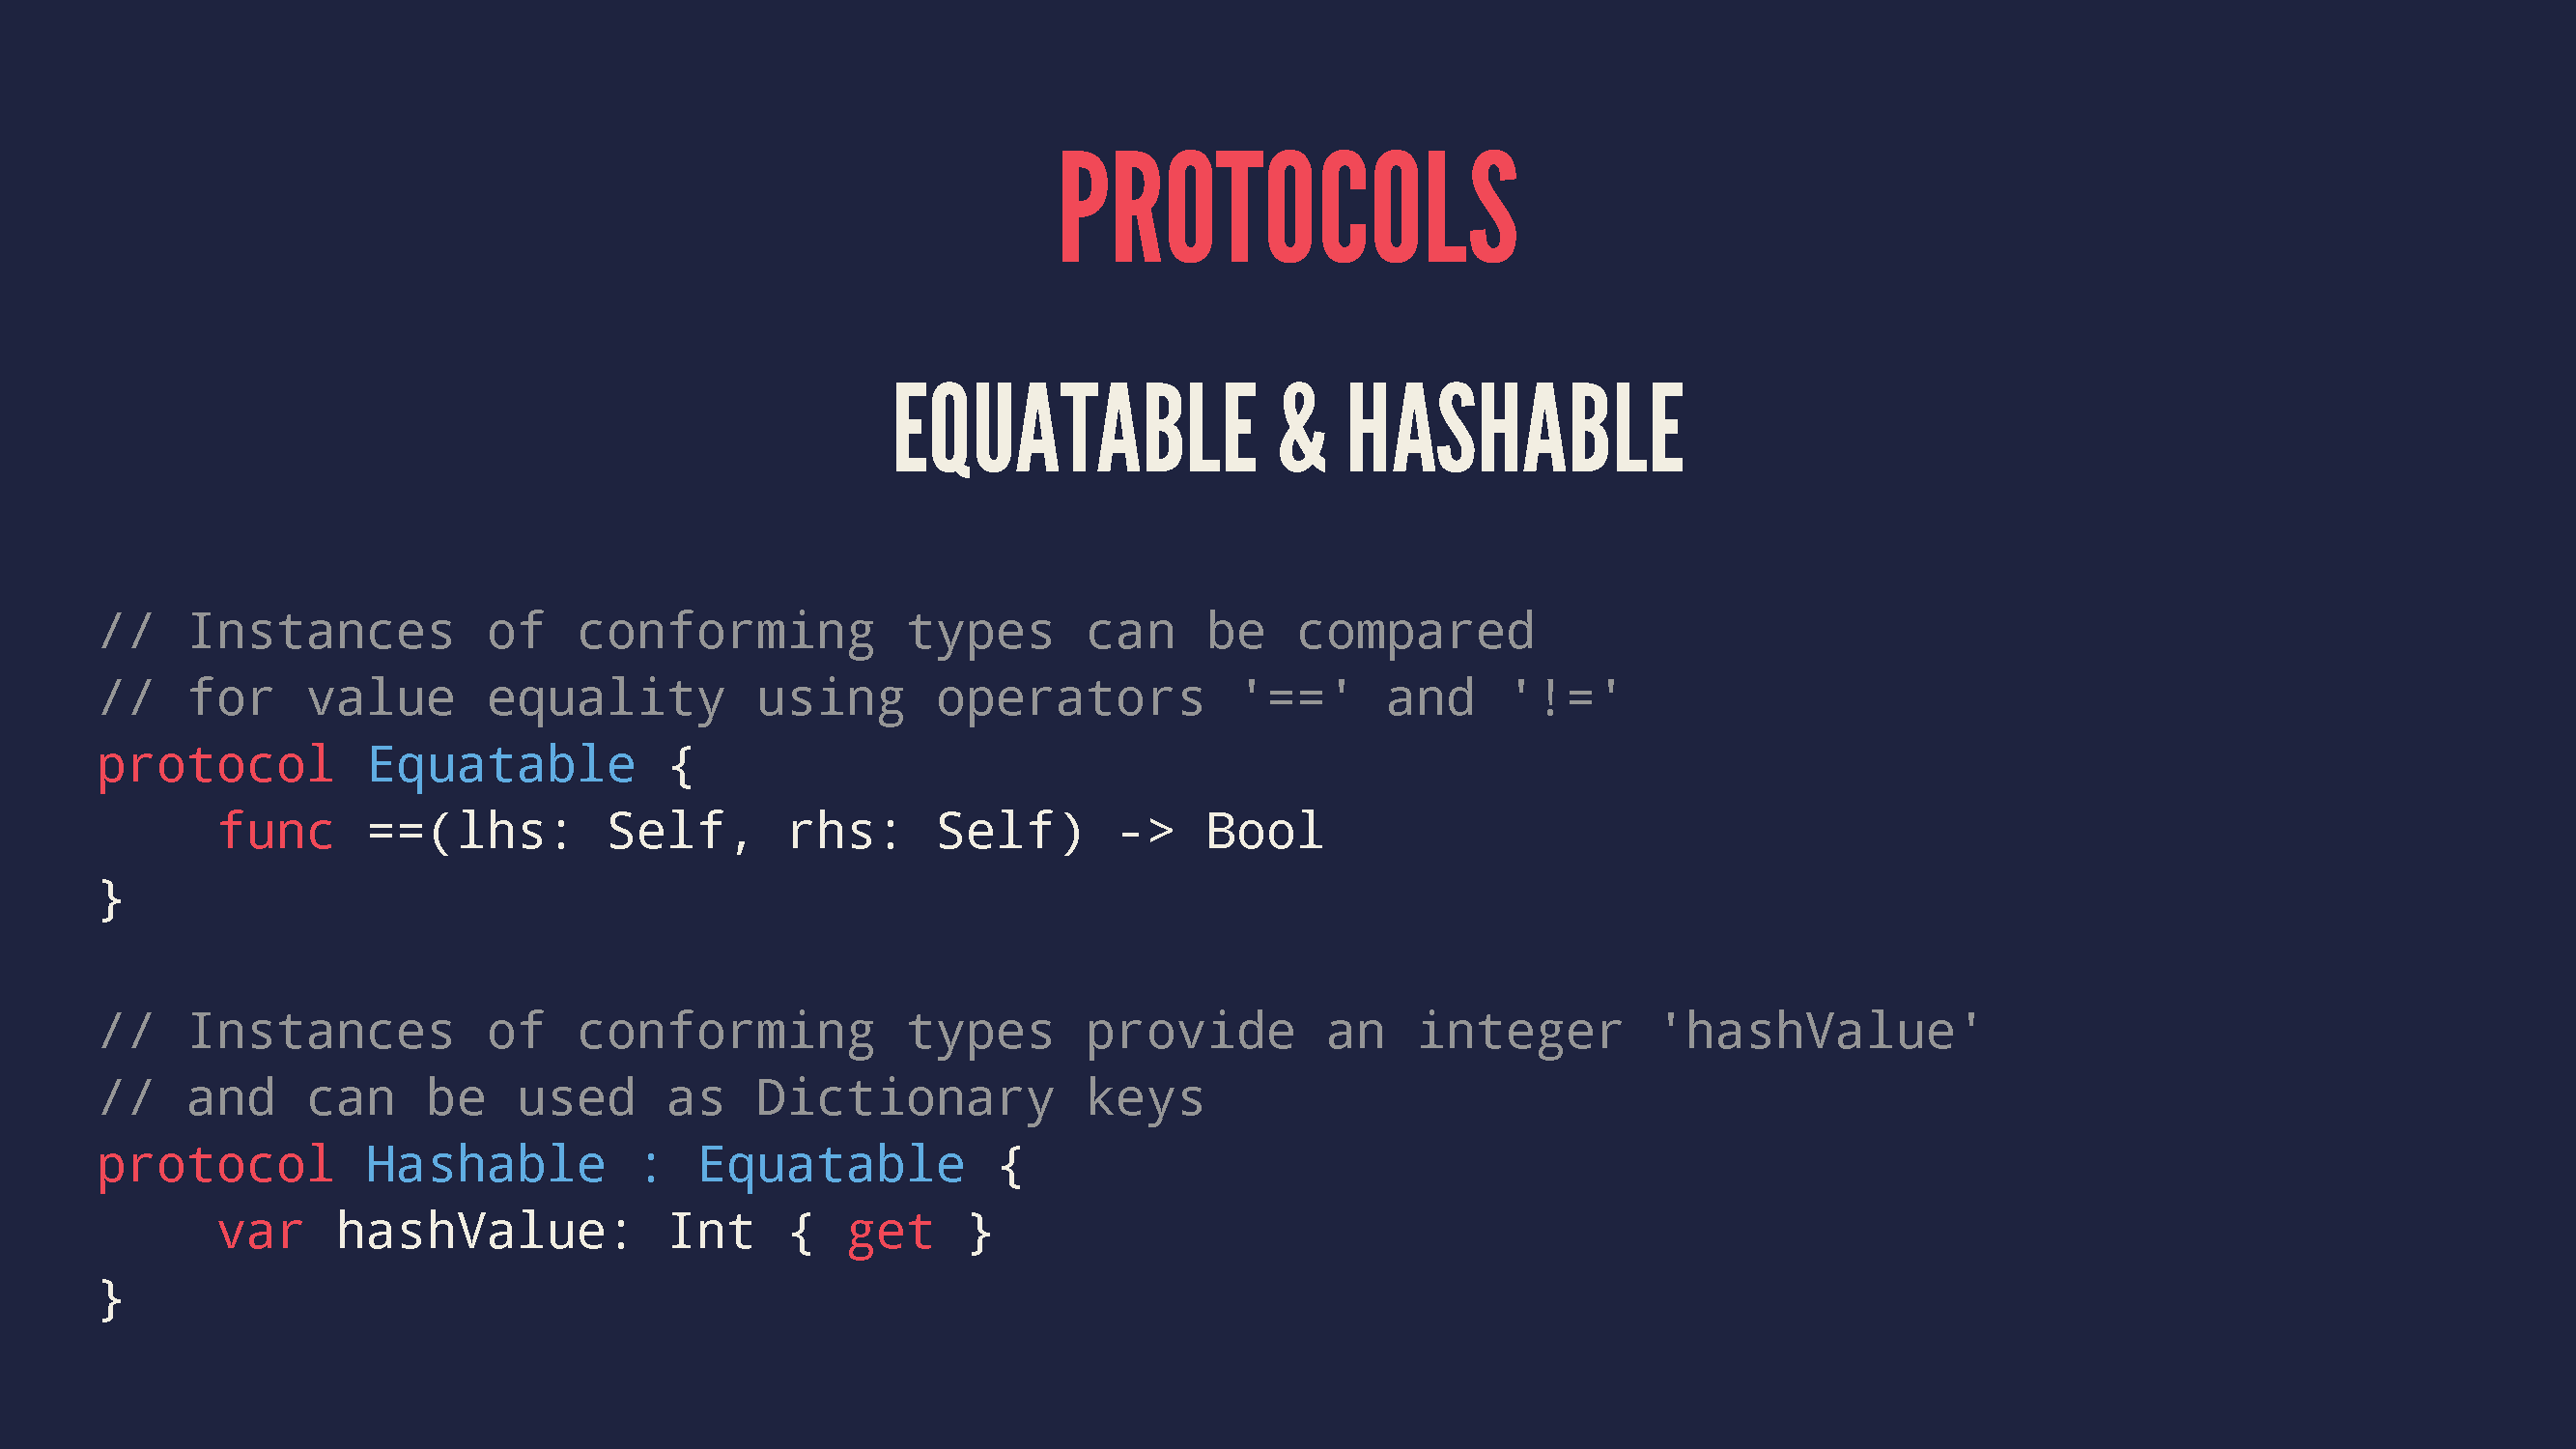 PROTOCOLS
EQUATABLE & HASHABLE
// Instances of conforming types can be compared
// for value equality using operators '==' and '!='
protocol Equatable {
    func ==(lhs: Self, rhs: Self) -> Bool
}
// Instances of conforming types provide an integer 'hashValue'
// and can be used as Dictionary keys
protocol Hashable : Equatable {
    var hashValue: Int { get }
}